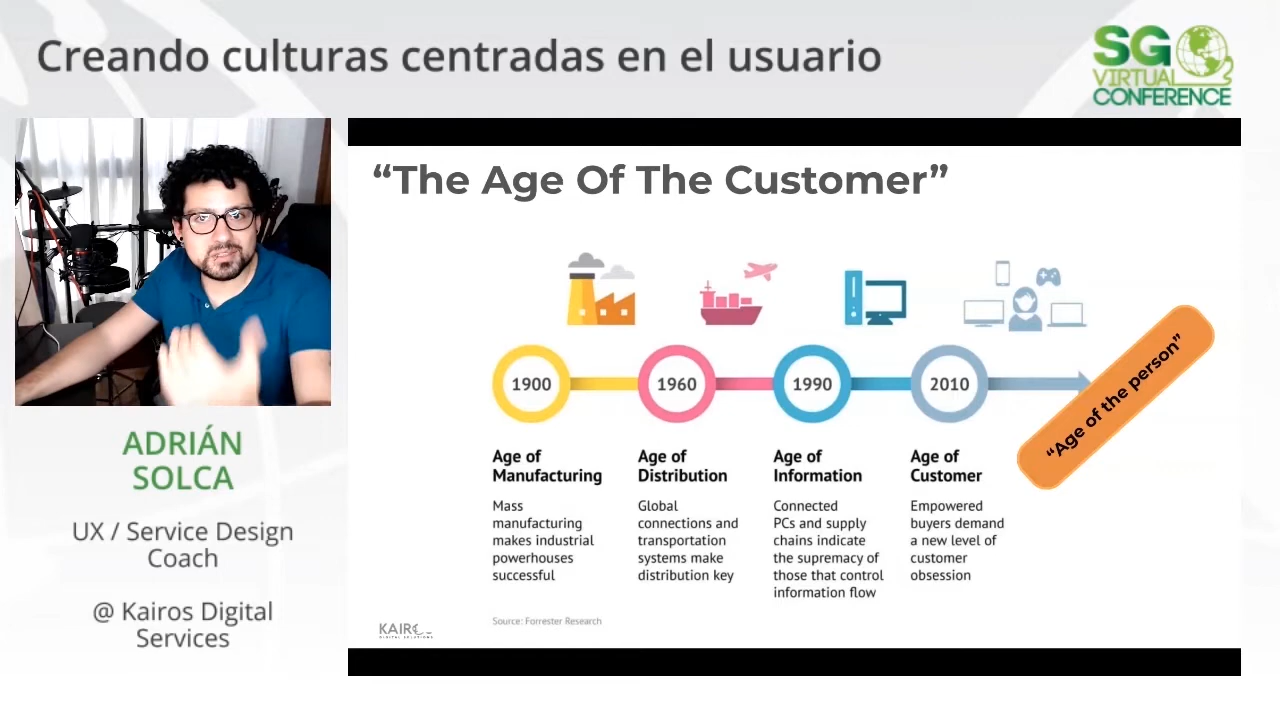 Creando culturas centradas en el usuario
SG
VIRTUAL
CONFERENCE
ADRIÁN
SOLCA
UX / Service Design
Coach
@ Kairos Digital
Services
“The Age Of The Customer”
1900
1960
1990
2010
“Age of the person”
Age of
Manufacturing
Mass
manufacturing
makes industrial
powerhouses
successful
Age of
Distribution
Global
connections and
transportation
systems make
distribution key
Age of
Information
Connected
PCs and supply
chains indicate
the supremacy of
those that control
information flow
Age of
Customer
Empowered
buyers demand
a new level of
customer
obsession
Source: Forrester Research